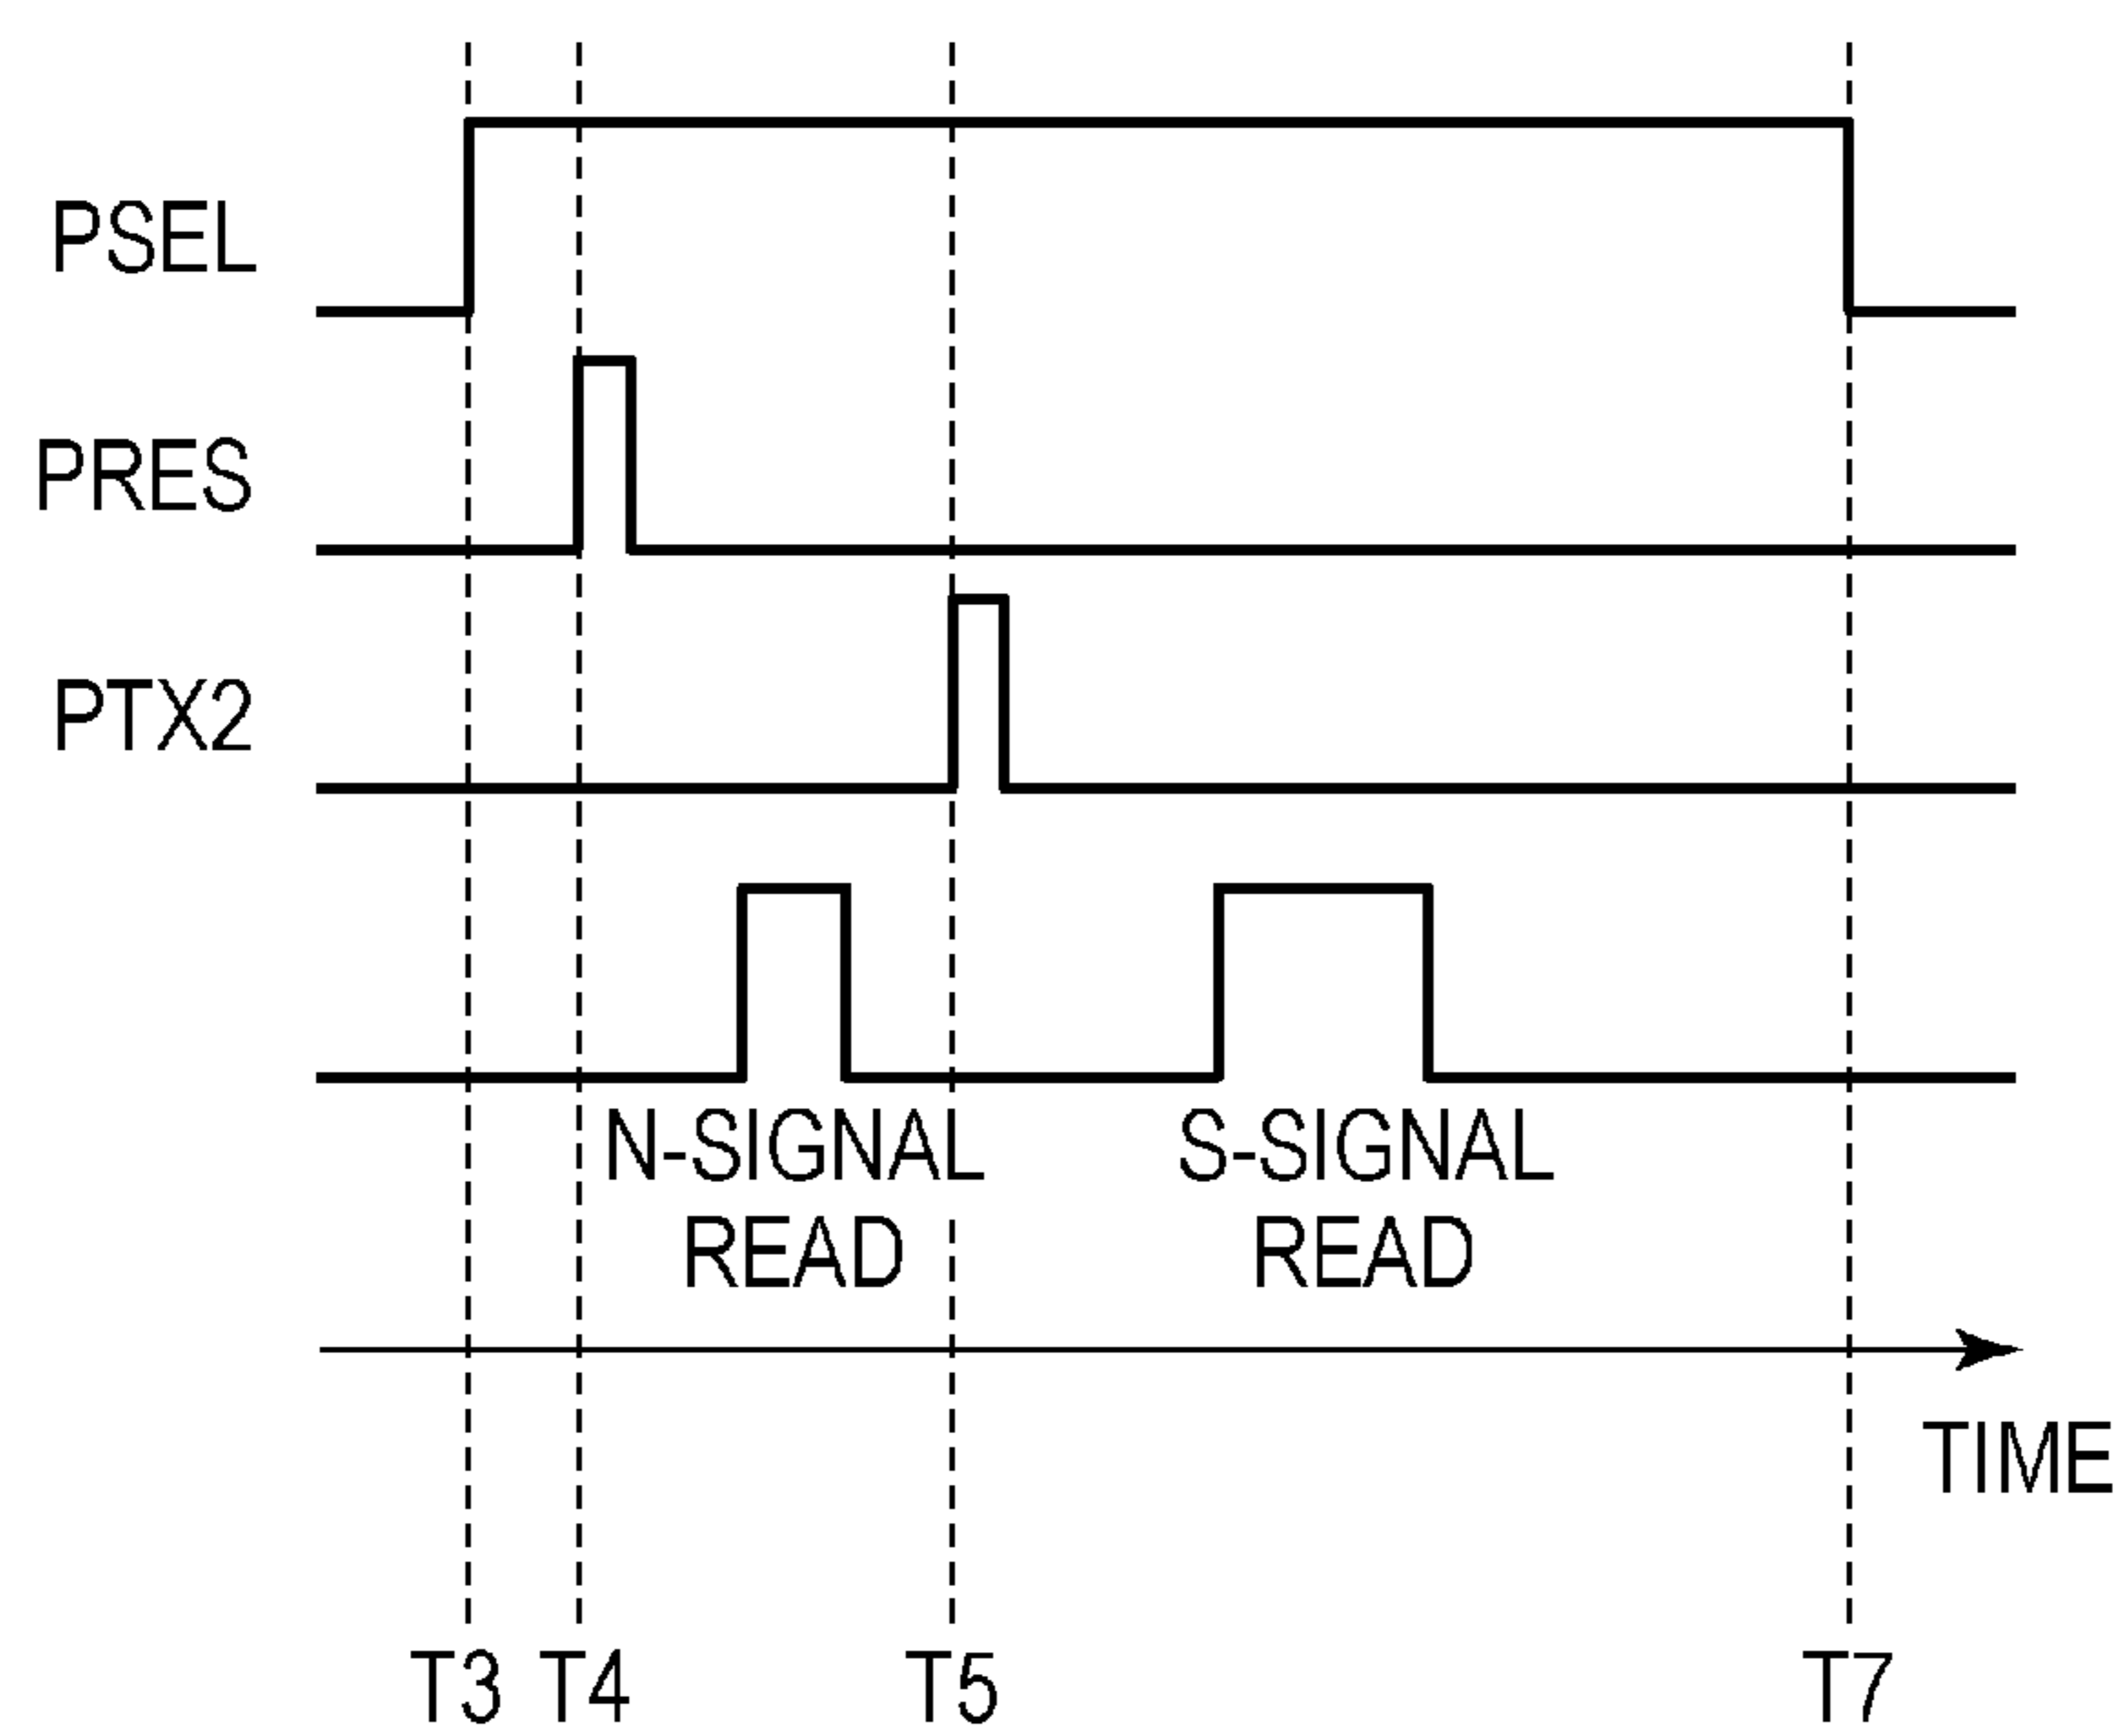 PSEL
PRES
PTX2
N-SIGNAL
READ
S-SIGNAL
READ
TIME
T3 T4 T5 T7